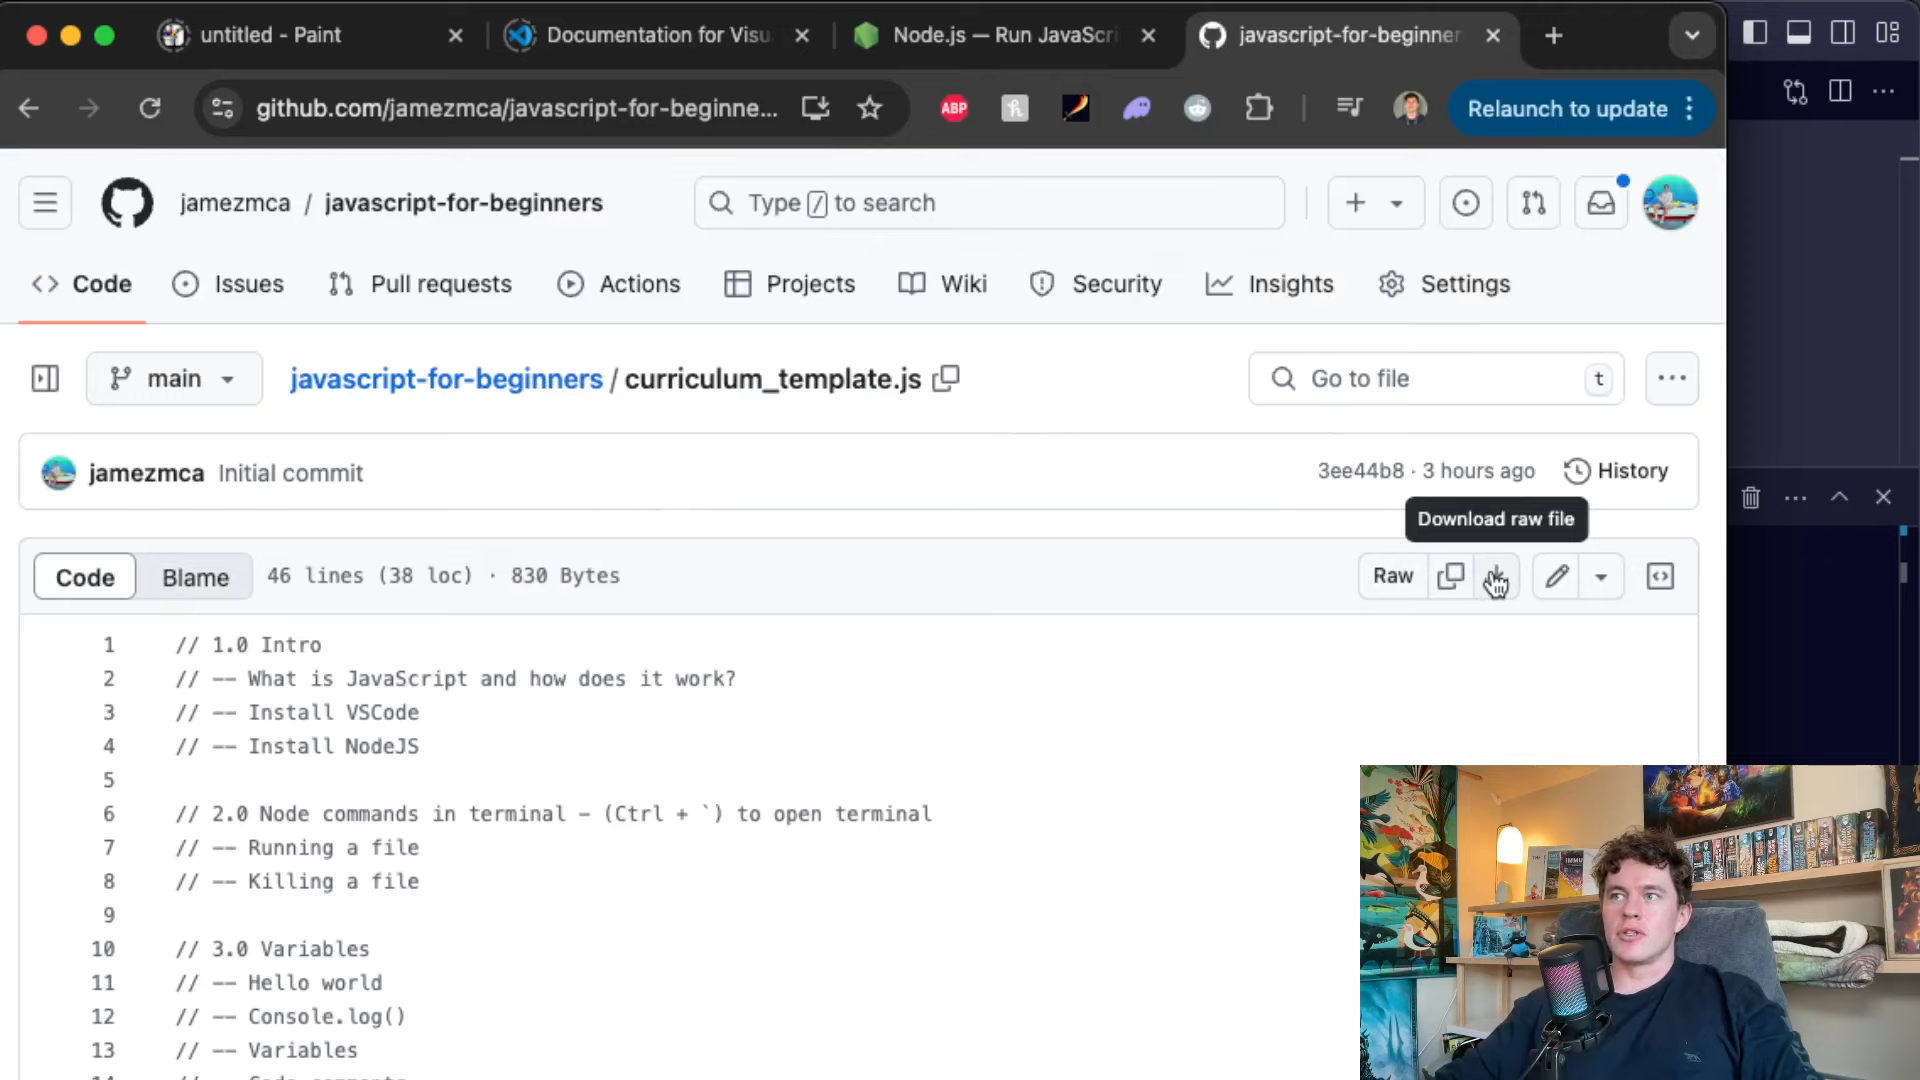 untitled - Paint
Documentation for Visu
Node.js — Run JavaScri
javascript-for-beginner
github.com/jamezmca/javascript-for-beginne...
ABP
Relaunch to update
jamezmca / javascript-for-beginners
Type / to search
Code
Issues
Pull requests
Actions
Projects
Wiki
Security
Insights
Settings
main
javascript-for-beginners / curriculum_template.js
Go to file
t
jamezmca Initial commit
3ee44b8 · 3 hours ago
History
Download raw file
Code
Blame
46 lines (38 loc) · 830 Bytes
Raw
1 // 1.0 Intro
2 // -- What is JavaScript and how does it work?
3 // -- Install VSCode
4 // -- Install NodeJS
5
6 // 2.0 Node commands in terminal - (Ctrl + `) to open terminal
7 // -- Running a file
8 // -- Killing a file
9
10 // 3.0 Variables
11 // -- Hello world
12 // -- Console.log()
13 // -- Variables